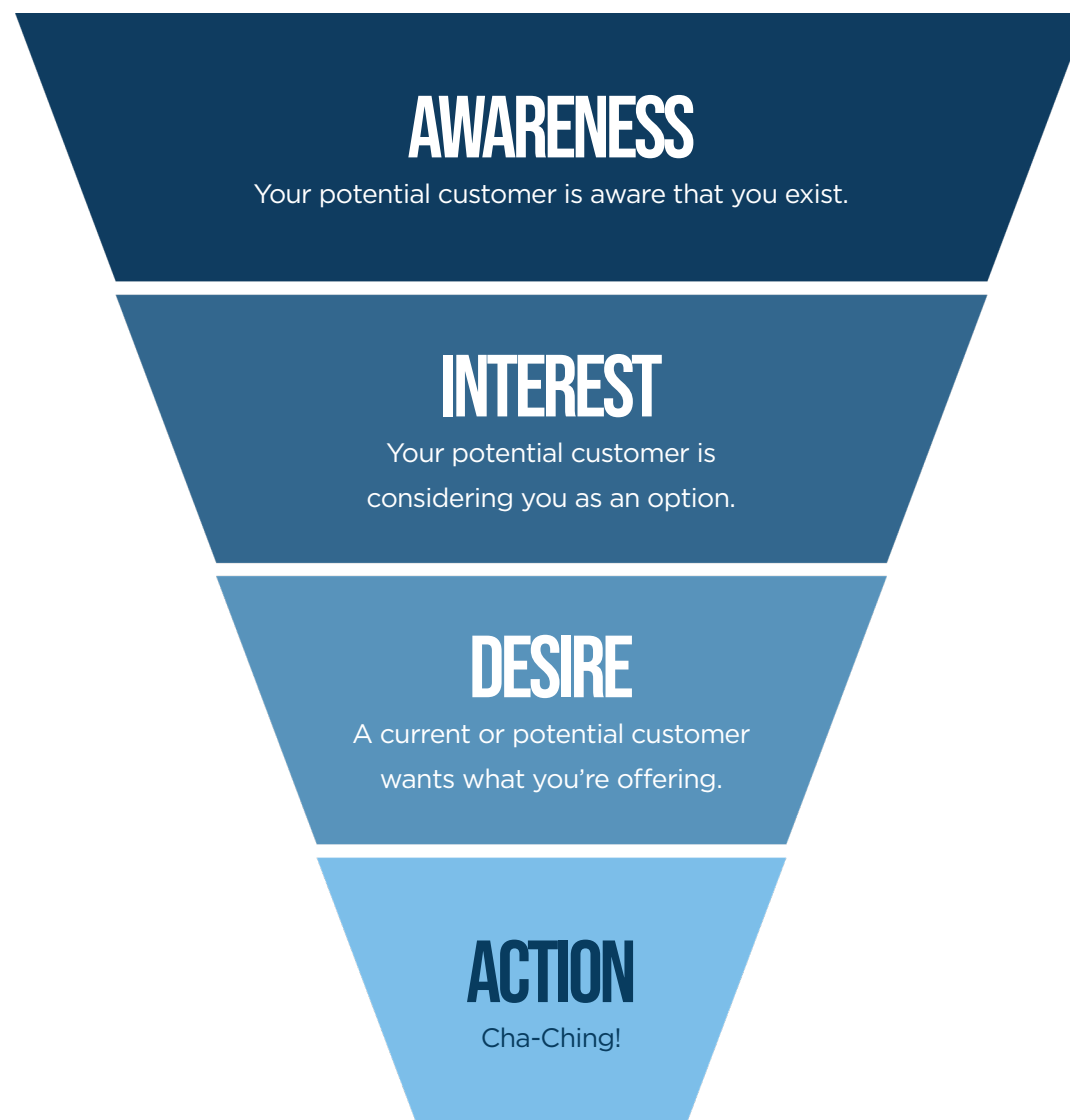 AWARENESS
Your potential customer is aware that you exist.
INTEREST
Your potential customer is
considering you as an option.
DESIRE
A current or potential customer
wants what you’re offering.
ACTION
Cha-Ching!